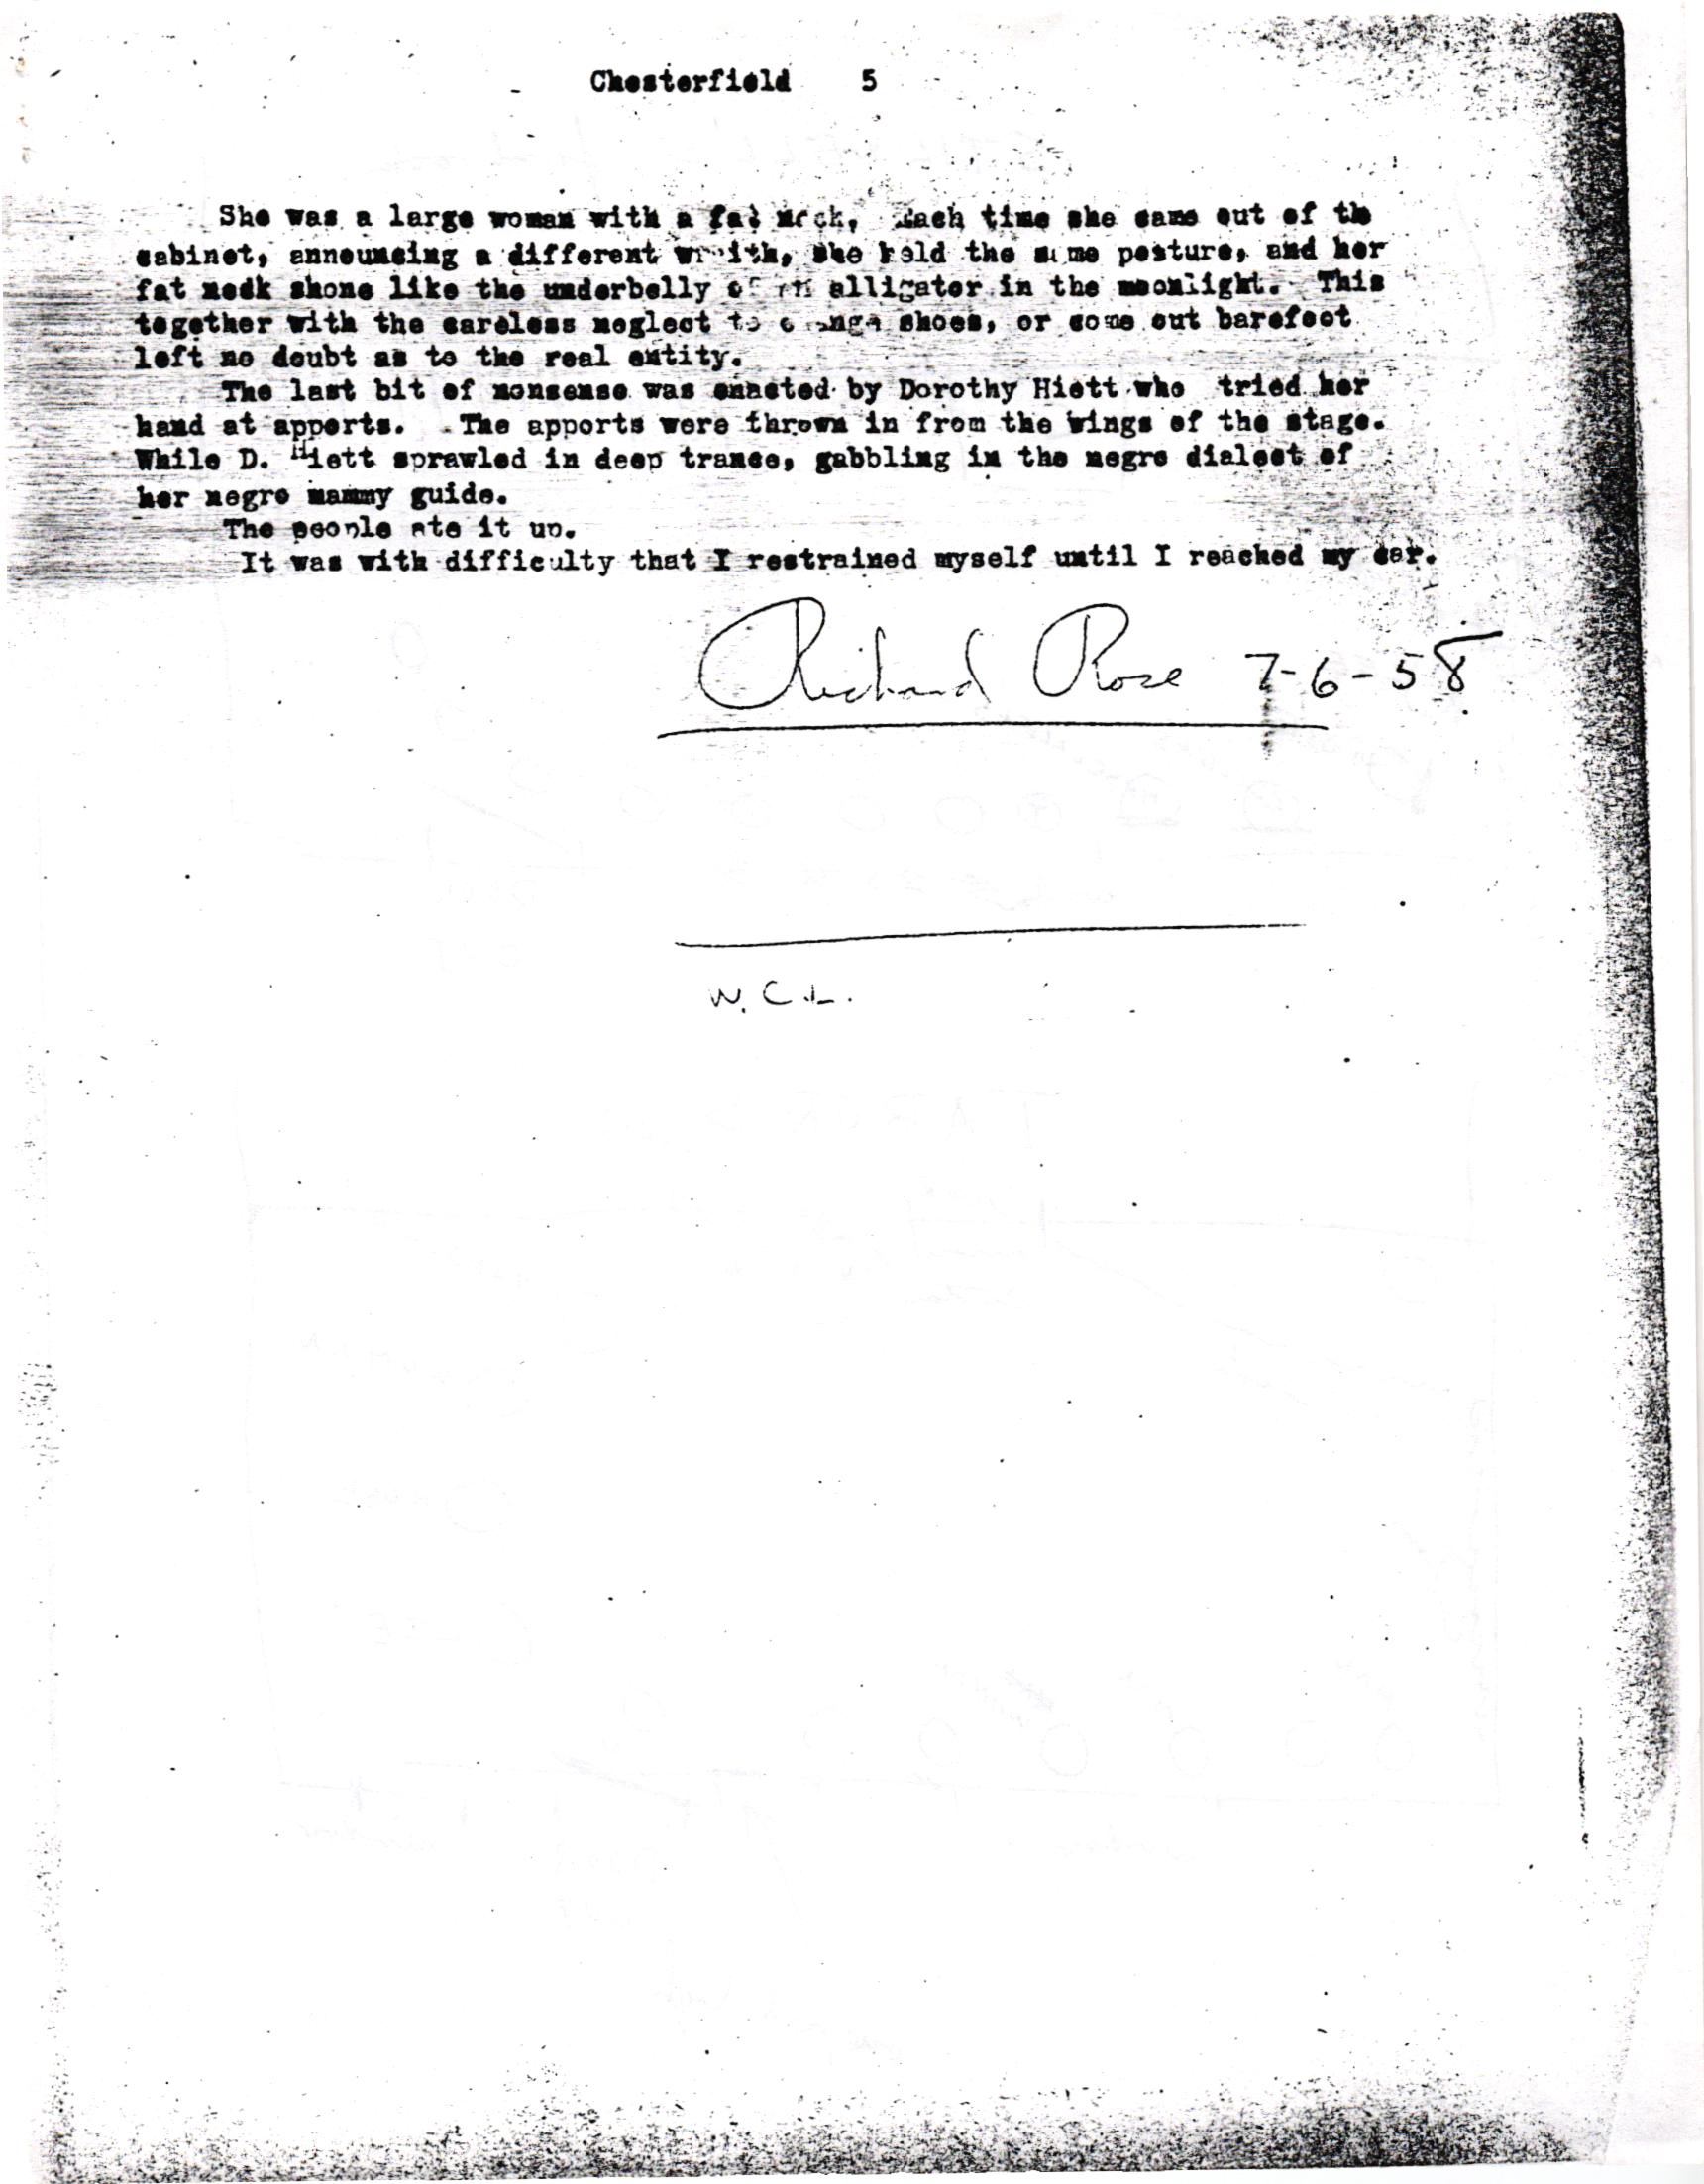 Chesterfield 5
She was a large woman with a fat neck, Each time she came out of th
cabinet, announcing a different wraith, she held the same posture, and her
fat neck shone like the underbelly of an alligator in the moonlight. This
together with the careless neglect to change shoes, or come out barefoot
left no doubt as to the real entity.
The last bit of nonsense was enacted by Dorothy Hiett who tried her
hand at apports. The apports were thrown in from the wings of the stage.
While D. Hiett sprawled in deep trance, gabbling in the negro dialect of
her negro mammy guide.
The people ate it up.
It was with difficulty that I restrained myself until I reached my car.
Richard Rose 7-6-58
W.C.L.